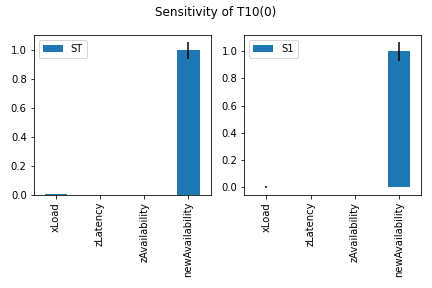 Sensitivity of T10(0)
ST
1.0
0.8
0.6
0.4
0.2
0.0
xLoad
zLatency
zAvailability
newAvailability
S1
1.0
0.8
0.6
0.4
0.2
0.0
xLoad
zLatency
zAvailability
newAvailability